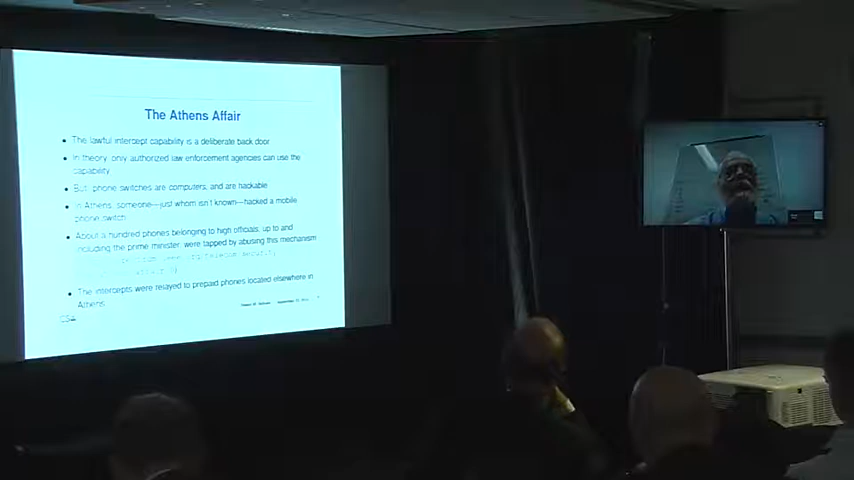 The Athens Affair
• The lawful intercept capability is a deliberate back door
• In theory, only authorized law enforcement agencies can use the
capability
• But: phone switches are computers, and are hackable
• In Athens, someone—just whom isn't known—hacked a mobile
phone switch
• About a hundred phones belonging to high officials, up to and
including the prime minister, were tapped by abusing this mechanism
• The intercepts were relayed to prepaid phones located elsewhere in
Athens